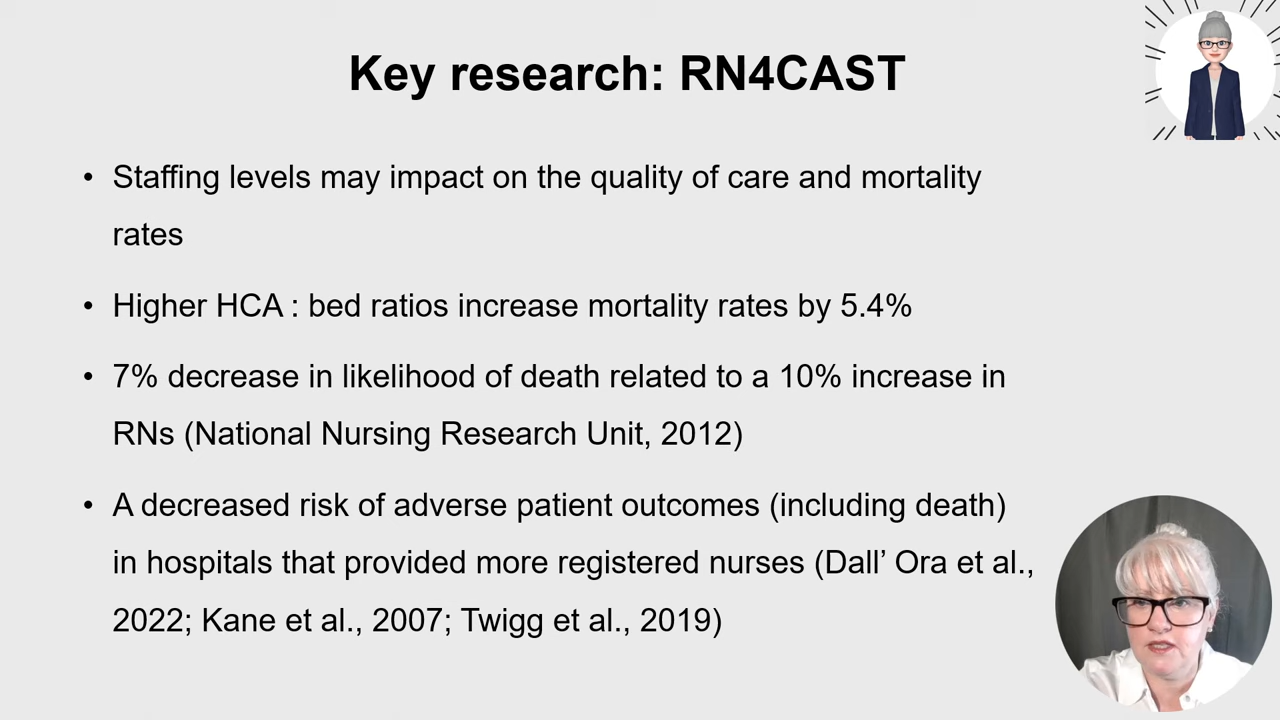 Key research: RN4CAST
• Staffing levels may impact on the quality of care and mortality
rates
• Higher HCA : bed ratios increase mortality rates by 5.4%
• 7% decrease in likelihood of death related to a 10% increase in
RNs (National Nursing Research Unit, 2012)
• A decreased risk of adverse patient outcomes (including death)
in hospitals that provided more registered nurses (Dall’ Ora et al.,
2022; Kane et al., 2007; Twigg et al., 2019)